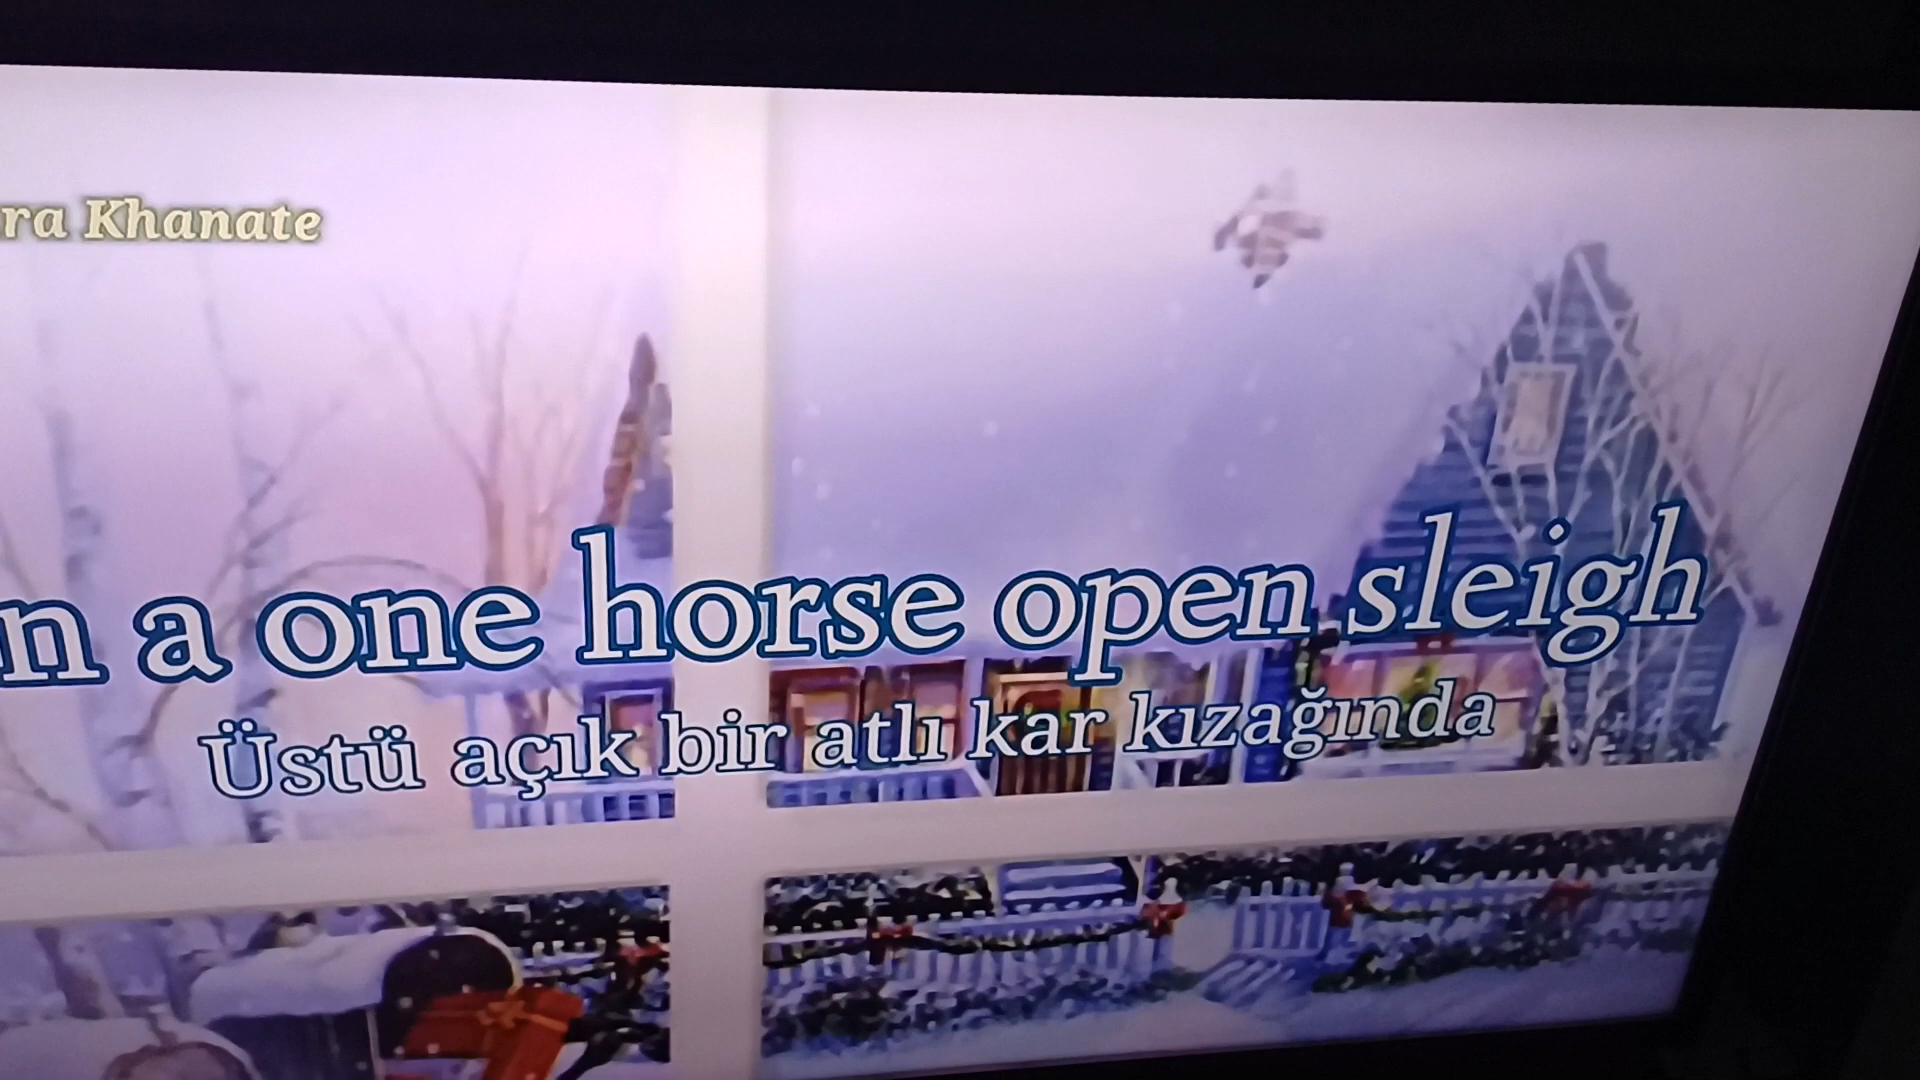 ra Khanate
n a one horse open sleigh
Üstü açık bir atlı kar kızağında